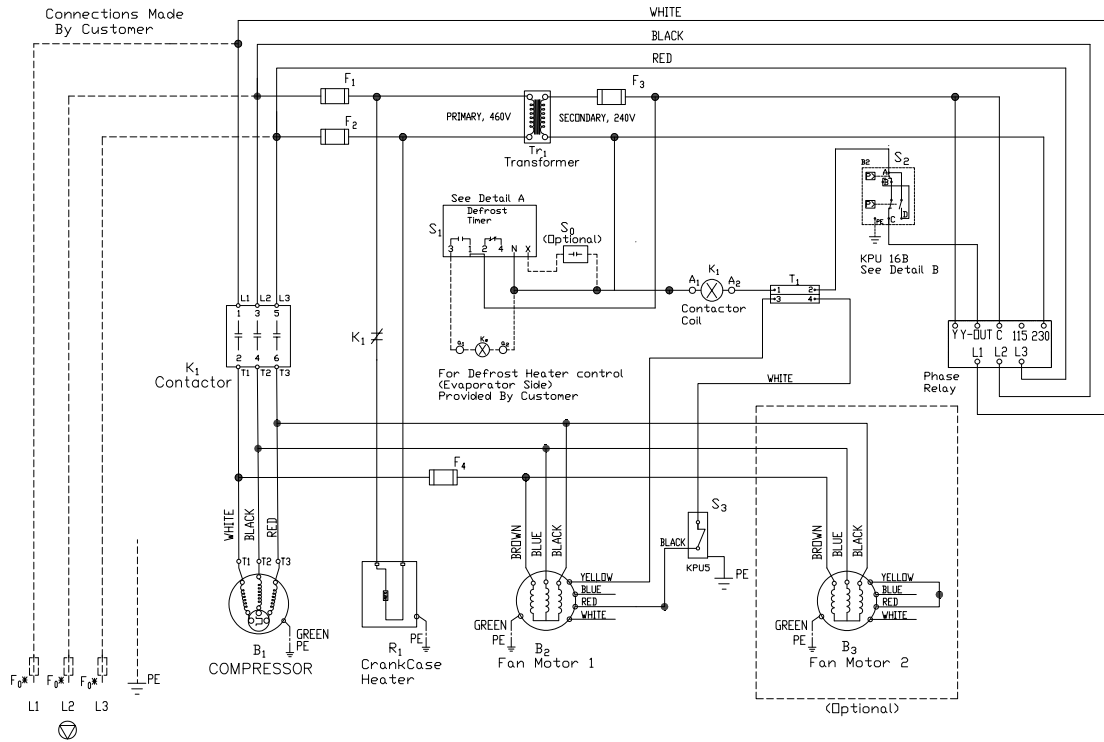 Connections Made
By Customer
WHITE
BLACK
RED
F1
F2
F3
PRIMARY, 460V
SECONDARY, 240V
Tr1
Transformer
See Detail A
Defrost
Timer
S1
3 1 2 4 N X
S0
(Optional)
B2
S2
P
A
B
P
D
PE C
KPU 16B
See Detail B
A1
K1
A2
Contactor
Coil
T1
1 2
3 4
L1 L2 L3
1 3 5
2 4 6
T1 T2 T3
K1
Contactor
K1
For Defrost Heater control
(Evaporator Side)
Provided By Customer
WHITE
Y Y-OUT C 115 230
L1 L2 L3
Phase
Relay
F4
WHITE
BLACK
RED
T1 T2 T3
GREEN
PE
B1
COMPRESSOR
PE
R1
CrankCase
Heater
BROWN
BLUE
BLACK
YELLOW
BLUE
RED
WHITE
GREEN
PE
B2
Fan Motor 1
S3
BLACK
KPU5
PE
BROWN
BLUE
BLACK
YELLOW
BLUE
RED
WHITE
GREEN
PE
B3
Fan Motor 2
(Optional)
F0* F0* F0*
PE
L1 L2 L3